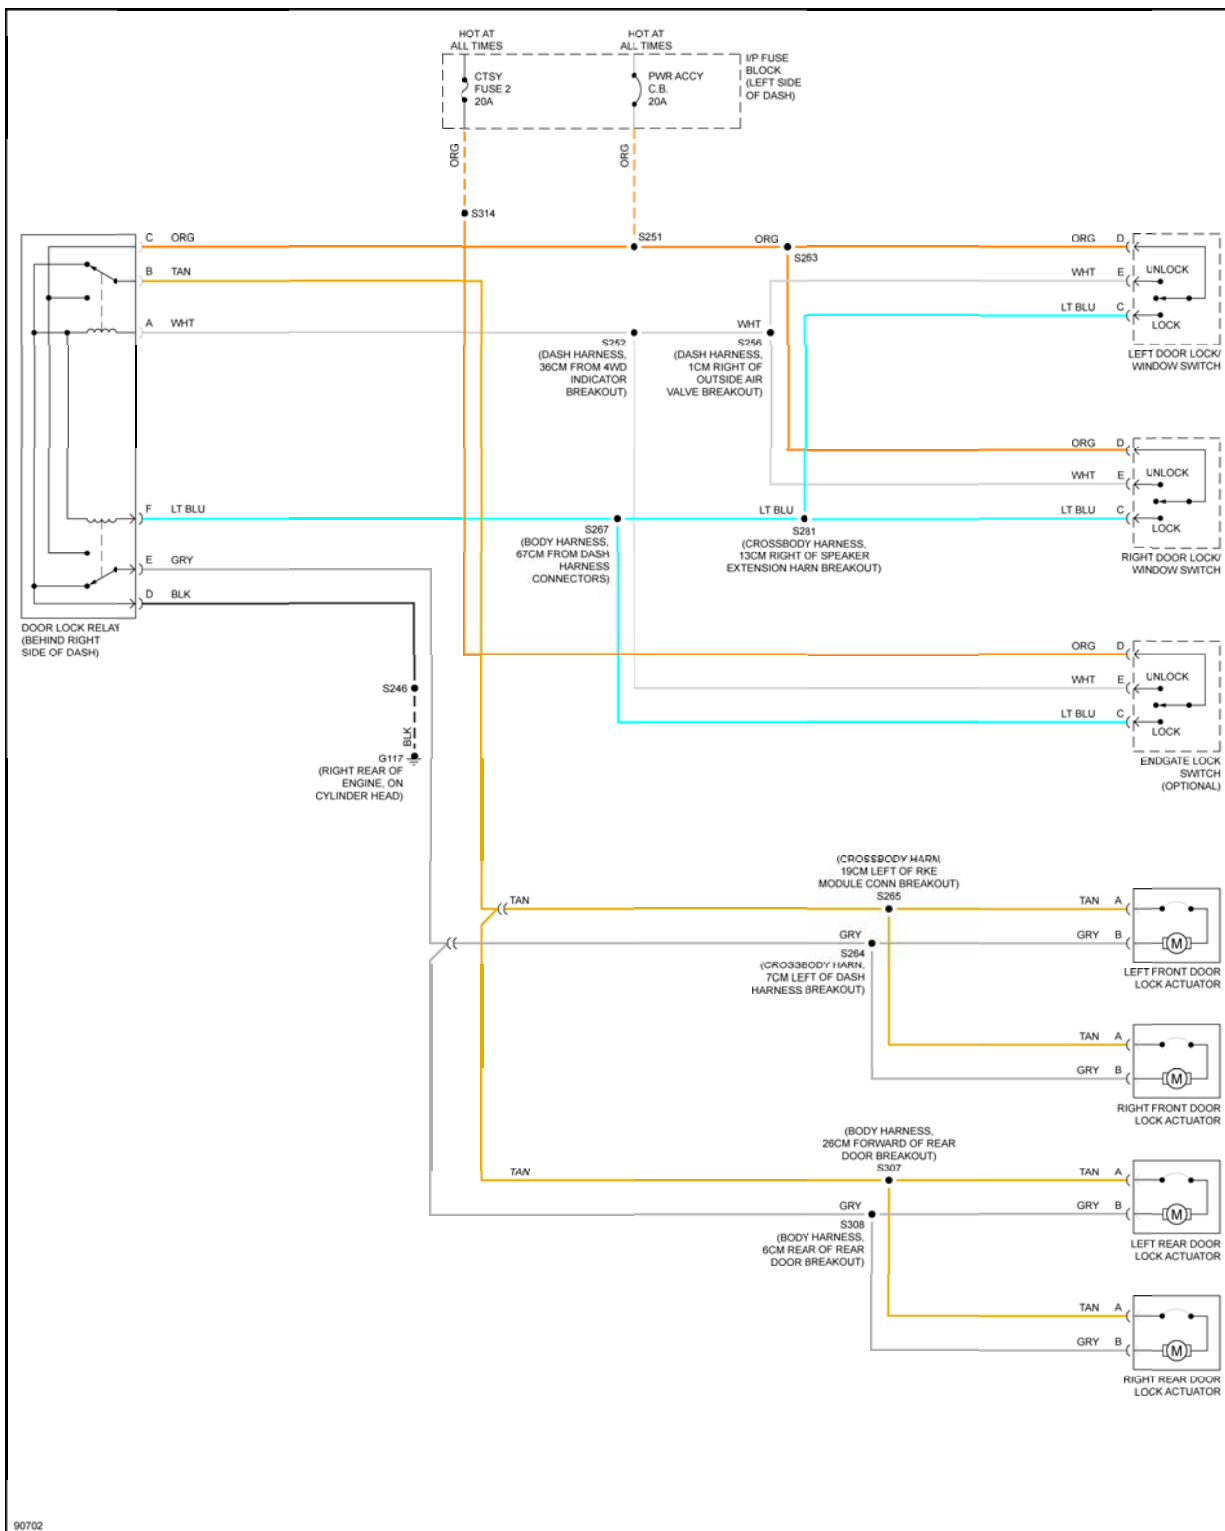 HOT AT
ALL TIMES
HOT AT
ALL TIMES
CTSY
FUSE 2
20A
PWR ACCY
C.B.
20A
I/P FUSE
BLOCK
(LEFT SIDE
OF DASH)
ORG
ORG
S314
S251
C ORG
ORG
S263
ORG D
B TAN
WHT E
UNLOCK
LT BLU C
LOCK
A WHT
WHT
S252
(DASH HARNESS,
36CM FROM 4WD
INDICATOR
BREAKOUT)
S256
(DASH HARNESS,
1CM RIGHT OF
OUTSIDE AIR
VALVE BREAKOUT)
LEFT DOOR LOCK/
WINDOW SWITCH
ORG D
WHT E
UNLOCK
LT BLU C
LOCK
RIGHT DOOR LOCK/
WINDOW SWITCH
F LT BLU
LT BLU
S267
(BODY HARNESS,
67CM FROM DASH
HARNESS
CONNECTORS)
S281
(CROSSBODY HARNESS,
13CM RIGHT OF SPEAKER
EXTENSION HARN BREAKOUT)
E GRY
D BLK
DOOR LOCK RELAY
(BEHIND RIGHT
SIDE OF DASH)
ORG D
WHT E
UNLOCK
LT BLU C
LOCK
ENDGATE LOCK
SWITCH
(OPTIONAL)
S246
BLK
G117
(RIGHT REAR OF
ENGINE, ON
CYLINDER HEAD)
(CROSSBODY HARN,
19CM LEFT OF RKE
MODULE CONN BREAKOUT)
S265
TAN
TAN A
GRY
GRY B
M
S264
(CROSSBODY HARN,
7CM LEFT OF DASH
HARNESS BREAKOUT)
LEFT FRONT DOOR
LOCK ACTUATOR
TAN A
GRY B
M
RIGHT FRONT DOOR
LOCK ACTUATOR
(BODY HARNESS,
26CM FORWARD OF REAR
DOOR BREAKOUT)
S307
TAN
TAN A
GRY
GRY B
M
S308
(BODY HARNESS,
6CM REAR OF REAR
DOOR BREAKOUT)
LEFT REAR DOOR
LOCK ACTUATOR
TAN A
GRY B
M
RIGHT REAR DOOR
LOCK ACTUATOR
90702